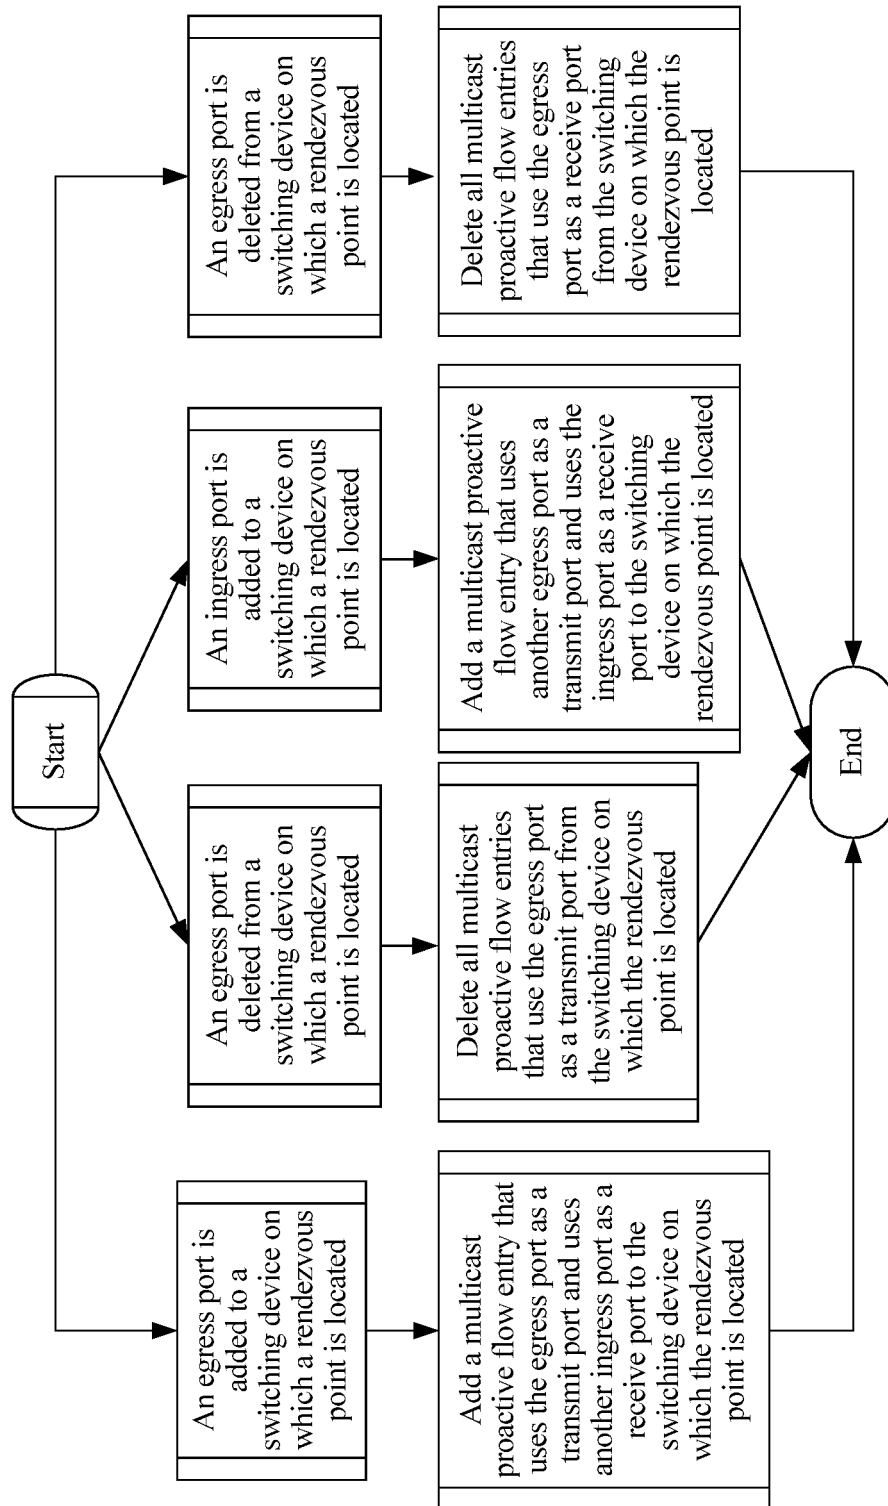 Start
An egress port is
added to a
switching device on
which a rendezvous
point is located
An egress port is
deleted from a
switching device on
which a rendezvous
point is located
An ingress port is
added to a
switching device on
which a rendezvous
point is located
An egress port is
deleted from a
switching device on
which a rendezvous
point is located
Add a multicast
proactive flow entry that
uses the egress port as a
transmit port and uses
another ingress port as a
receive port to the
switching device on
which the rendezvous
point is located
Delete all multicast
proactive flow entries
that use the egress port
as a transmit port from
the switching device on
which the rendezvous
point is located
Add a multicast proactive
flow entry that uses
another egress port as a
transmit port and uses the
ingress port as a receive
port to the switching
device on which the
rendezvous point is located
Delete all multicast
proactive flow entries
that use the egress
port as a receive port
from the switching
device on which the
rendezvous point is
located
End